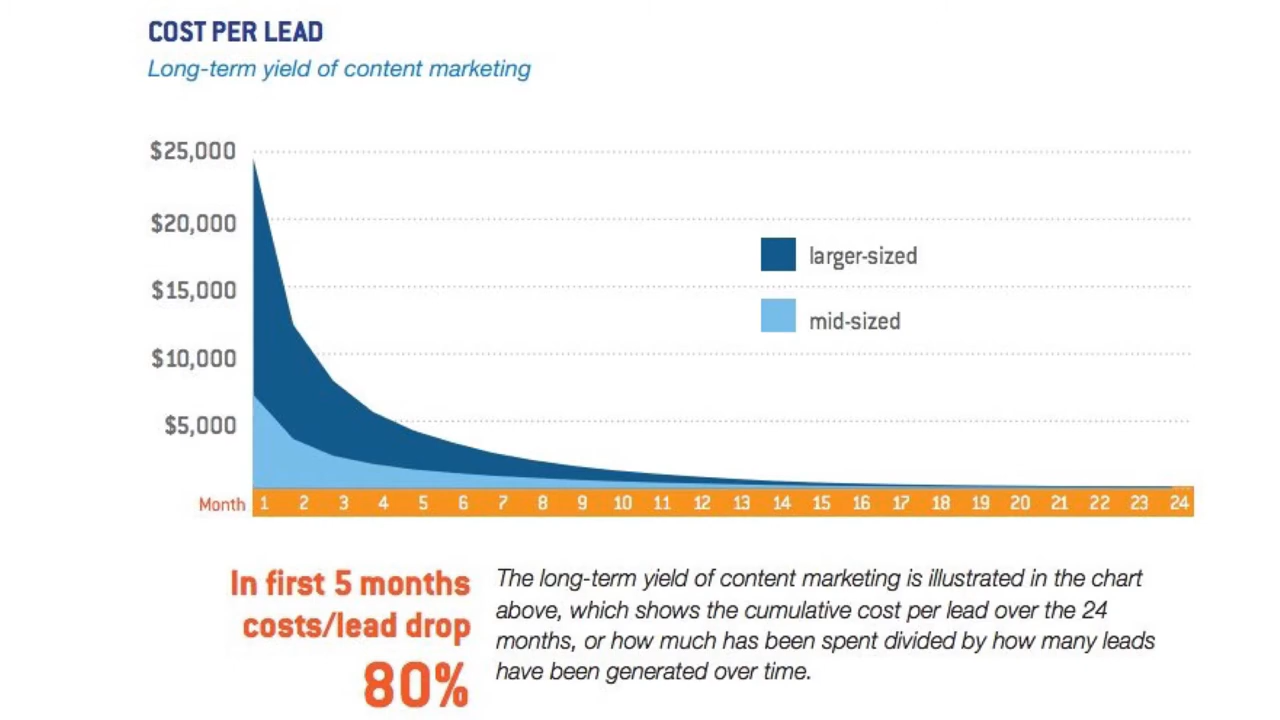 COST PER LEAD
Long-term yield of content marketing
$25,000
$20,000
$15,000
$10,000
$5,000
larger-sized
mid-sized
Month 1 2 3 4 5 6 7 8 9 10 11 12 13 14 15 16 17 18 19 20 21 22 23 24
In first 5 months
costs/lead drop
80%
The long-term yield of content marketing is illustrated in the chart
above, which shows the cumulative cost per lead over the 24
months, or how much has been spent divided by how many leads
have been generated over time.